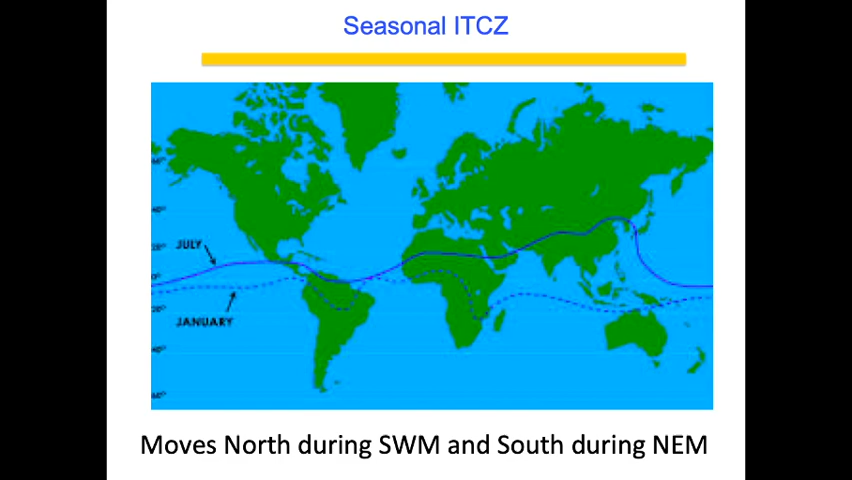 Seasonal ITCZ
JULY
JANUARY
Moves North during SWM and South during NEM